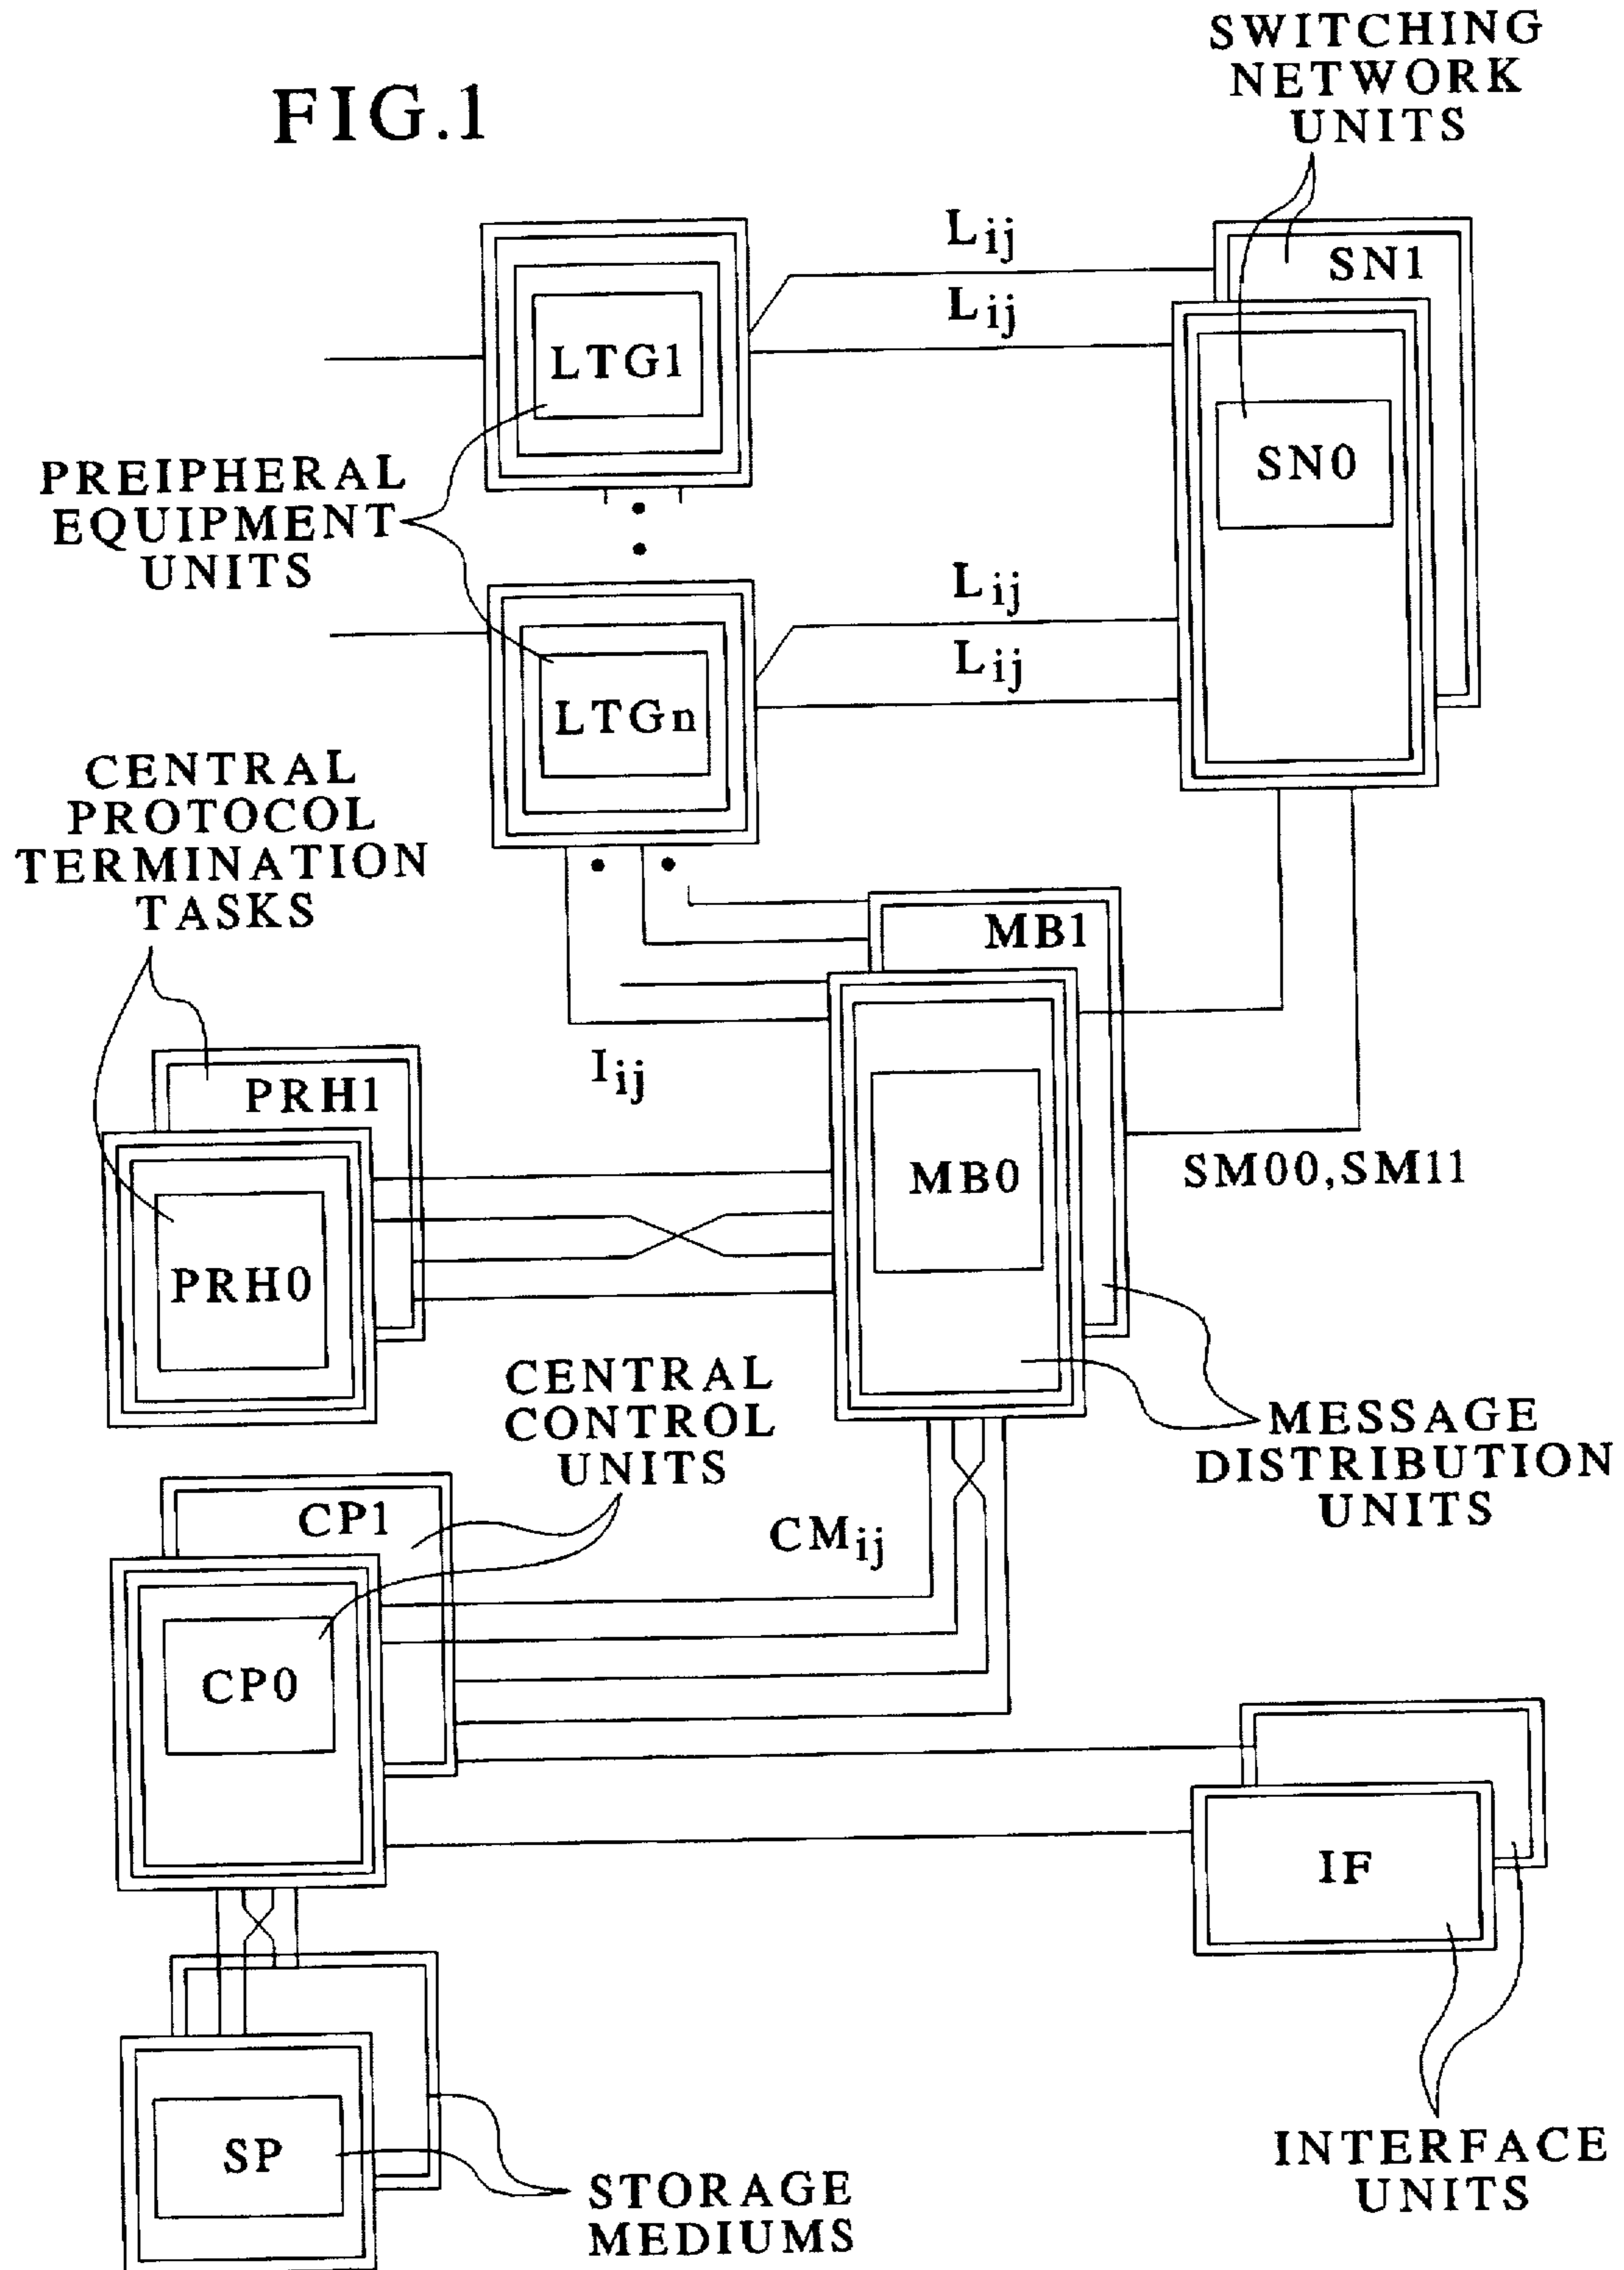 SWITCHING
NETWORK
UNITS
FIG.1
Lij
SN1
Lij
LTG1
SN0
PREIPHERAL
EQUIPMENT
UNITS
Lij
Lij
LTGn
CENTRAL
PROTOCOL
TERMINATION
TASKS
MB1
Iij
PRH1
MB0
SM00,SM11
PRH0
CENTRAL
CONTROL
UNITS
MESSAGE
DISTRIBUTION
UNITS
CP1
CMij
CP0
IF
SP
INTERFACE
UNITS
STORAGE
MEDIUMS